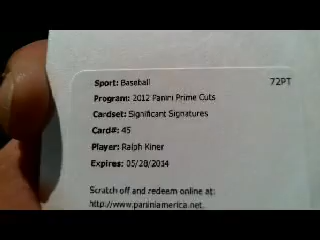 Sport: Baseball 72PT
Program: 2012 Panini Prime Cuts
Cardset: Significant Signatures
Card#: 45
Player: Ralph Kiner
Expires: 05/28/2014
Scratch off and redeem online at:
http://www.paniniamerica.net.